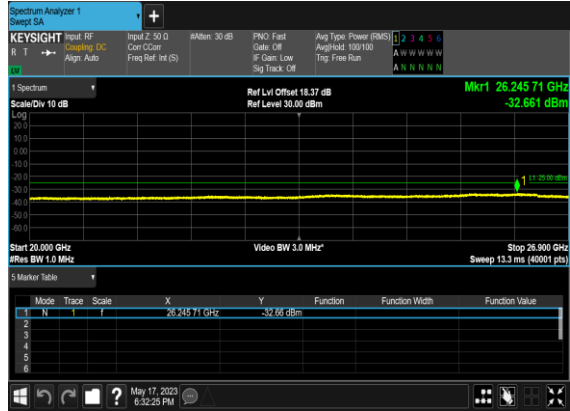 Spectrum Analyzer 1
Swept SA
+
KEYSIGHT Input: RF Input Z: 50 Ω #Atten: 30 dB PNO: Fast Avg Type: Power (RMS) 1 2 3 4 5 6
R T Coupling: DC Corr CCorr Gate: Off Avg|Hold: 100/100 A W W W W W
Align: Auto Freq Ref: Int (S) IF Gain: Low Trig: Free Run
Sig Track: Off A N N N N N
1 Spectrum Ref Lvl Offset 18.37 dB Mkr1 26.245 71 GHz
Scale/Div 10 dB Ref Level 30.00 dBm -32.661 dBm
Log
20.0
10.0
0.00
-10.0
-20.0
1 L1 -25.00 dBm
-30.0
-40.0
-50.0
-60.0
Start 20.000 GHz Video BW 3.0 MHz* Stop 26.900 GHz
#Res BW 1.0 MHz Sweep 13.3 ms (40001 pts)
5 Marker Table
Mode Trace Scale X Y Function Function Width Function Value
1 N 1 f 26.245 71 GHz -32.66 dBm
2
3
4
5
6
? May 17, 2023
6:32:25 PM